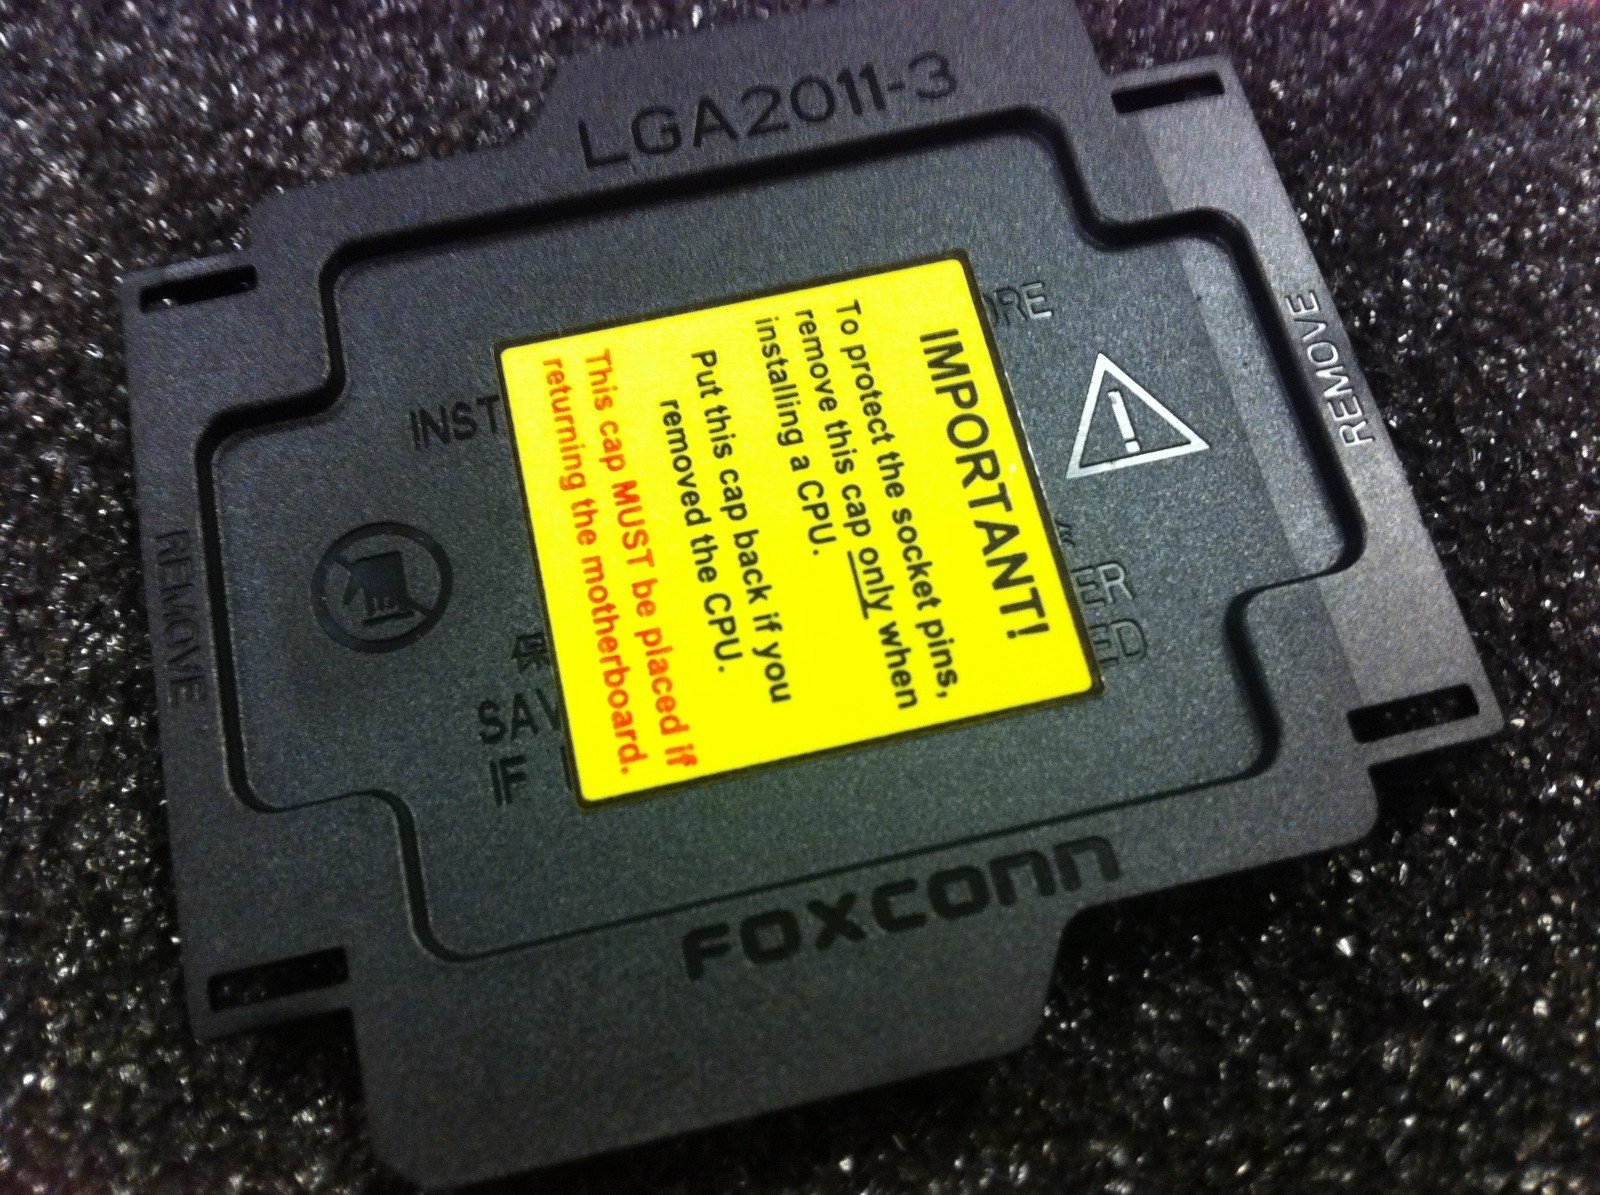 LGA2011-3
REMOVE
IMPORTANT!
To protect the socket pins,
remove this cap only when
installing a CPU.
Put this cap back if you
removed the CPU.
This cap MUST be placed if
returning the motherboard.
IF
REMOVE
FOXCONN